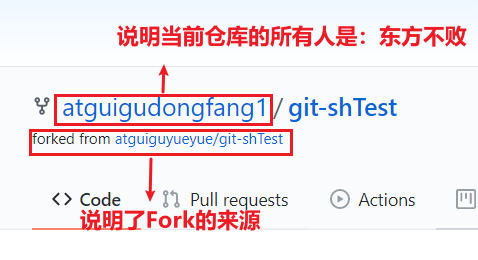 说明当前仓库的所有人是：东方不败
atguigudongfang1/git-shTest
forked from atguiguyueyue/git-shTest
Code Pull requests Actions
说明了Fork的来源